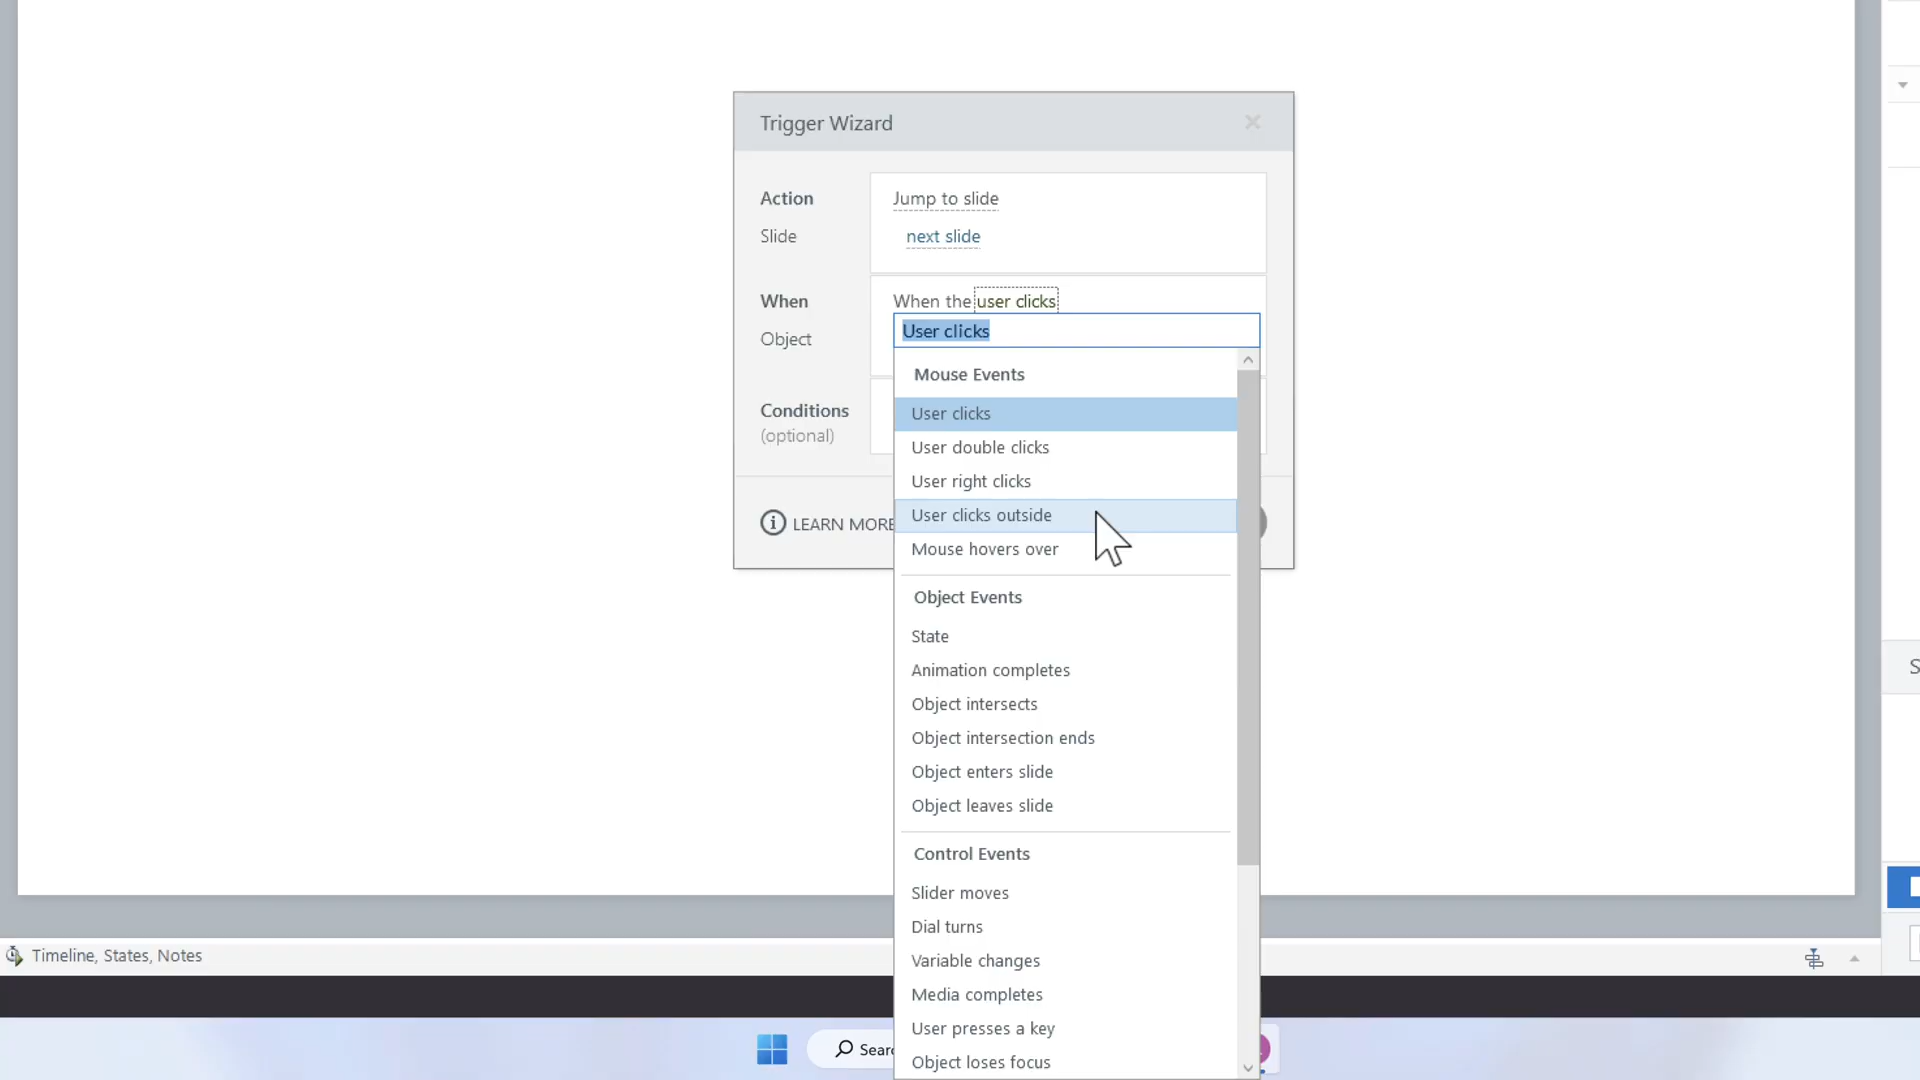 Trigger Wizard
Action
Jump to slide
Slide
next slide
When
When the user clicks
User clicks
Object
Mouse Events
User clicks
Conditions
(optional)
User double clicks
User right clicks
User clicks outside
LEARN MORE
Mouse hovers over
Object Events
State
Animation completes
Object intersects
Object intersection ends
Object enters slide
Object leaves slide
Control Events
Slider moves
Dial turns
Variable changes
Media completes
User presses a key
Object loses focus
Timeline, States, Notes